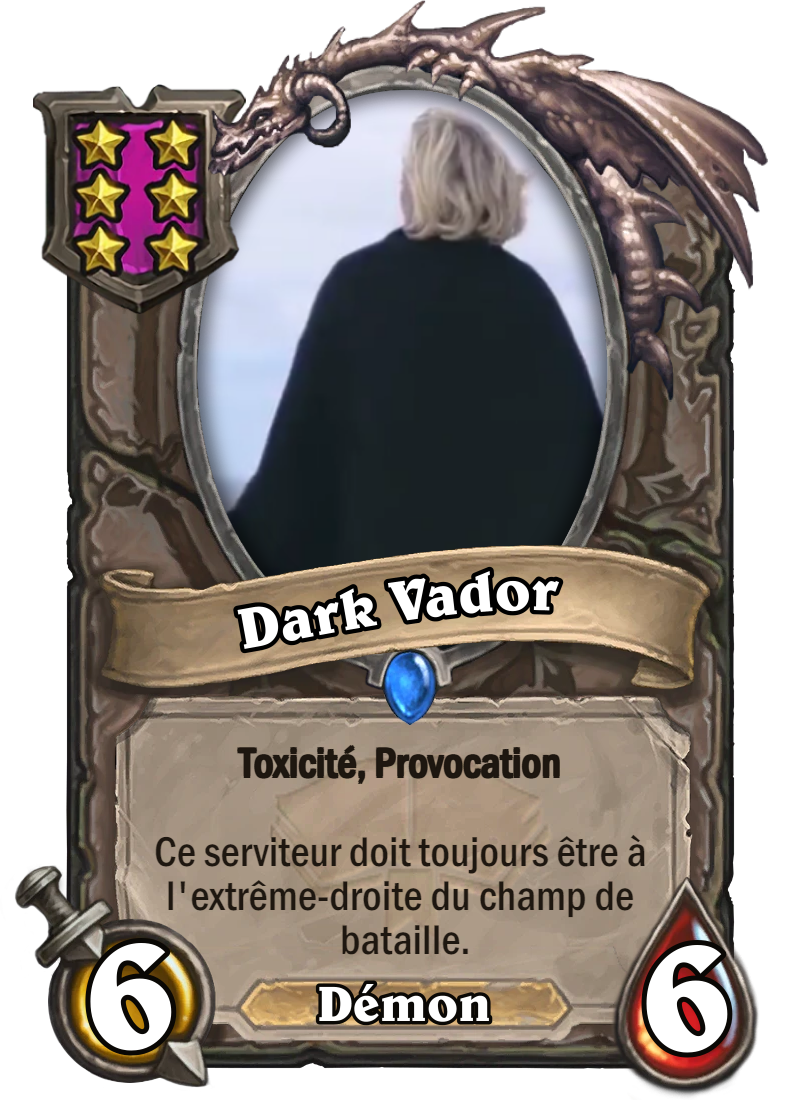 Dark Vador
Toxicité, Provocation
Ce serviteur doit toujours être à
l'extrême-droite du champ de
bataille.
6
Démon
6